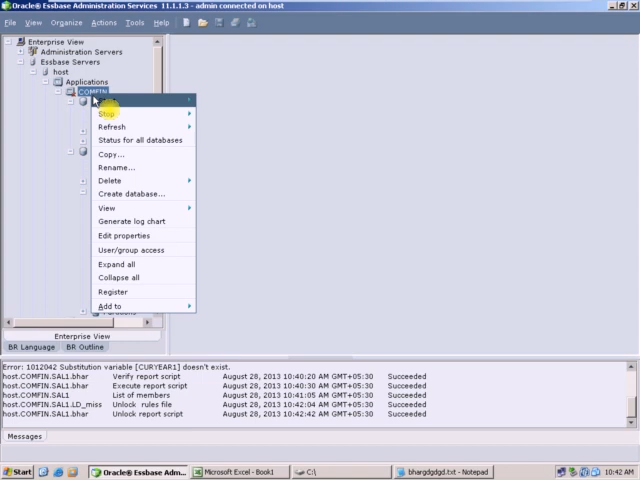 Oracle® Essbase Administration Services 11.1.1.3 - admin connected on host
File View Organize Actions Tools Help
Enterprise View
Administration Servers
Essbase Servers
host
Applications
COMFIN
Stop
Refresh
Status for all databases
Copy...
Rename...
Delete
Create database...
View
Generate log chart
Edit properties
User/group access
Expand all
Collapse all
Register
Add to
Enterprise View
BR Language BR Outline
Error: 1012042 Substitution variable [CURYEAR1] doesn't exist.
host.COMFIN.SAL1.bhar Verify report script August 28, 2013 10:40:20 AM GMT+05:30 Succeeded
host.COMFIN.SAL1.bhar Execute report script August 28, 2013 10:40:30 AM GMT+05:30 Succeeded
host.COMFIN.SAL1 List of members August 28, 2013 10:41:05 AM GMT+05:30 Succeeded
host.COMFIN.SAL1.LD_miss Unlock rules file August 28, 2013 10:42:04 AM GMT+05:30 Succeeded
host.COMFIN.SAL1.bhar Unlock report script August 28, 2013 10:42:42 AM GMT+05:30 Succeeded
Messages
Start Oracle® Essbase Adm... Microsoft Excel - Book1 C:\ bhargdgdgd.txt - Notepad 10:42 AM